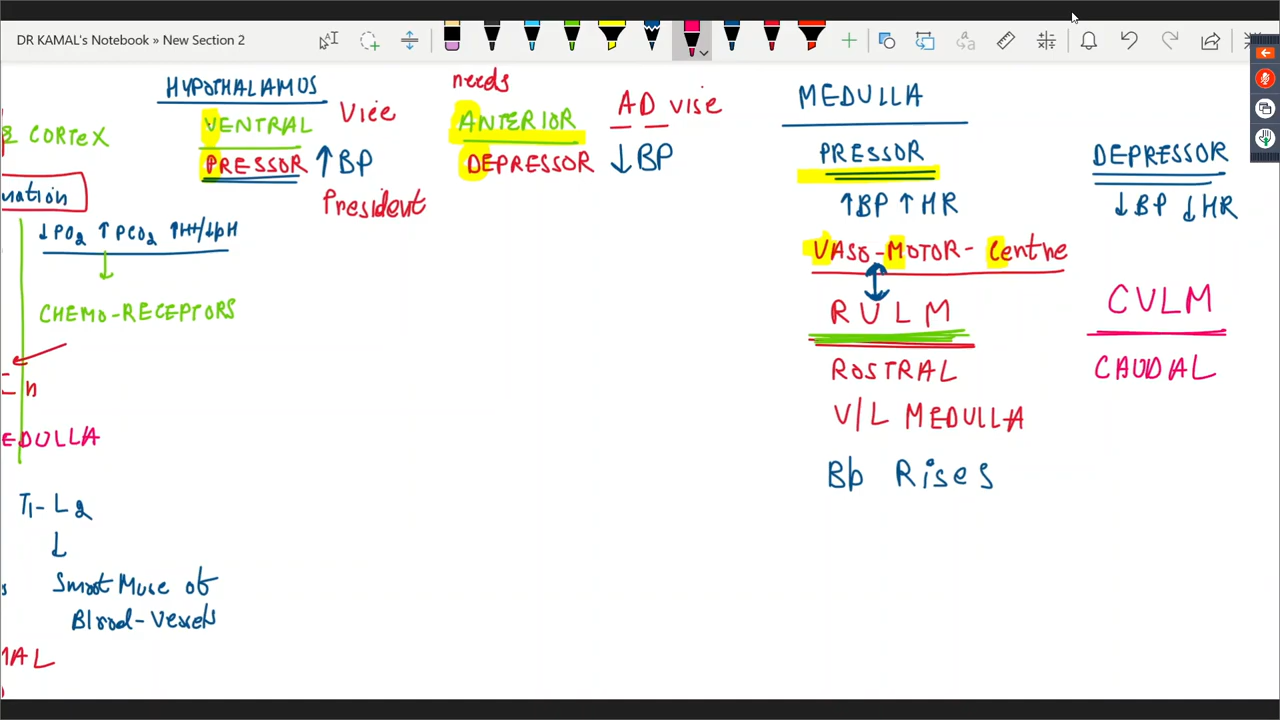 DR KAMAL's Notebook » New Section 2
HYPOTHALAMUS
VENTRAL Vice
PRESSOR ↑BP
President
needs
ANTERIOR AD vise
DEPRESSOR ↓BP
MEDULLA
PRESSOR
↑BP ↑HR
VASO-MOTOR-Centre
RVLM
ROSTRAL
V/L MEDULLA
Bp Rises
DEPRESSOR
↓BP ↓HR
CVLM
CAUDAL
CORTEX
↓PO2 ↑PCO2 ↑H+/↓pH
↓
CHEMO-RECEPTORS
EDULLA
T1-L2
↓
Smoot Musc of
Blood-Vessels
MAL